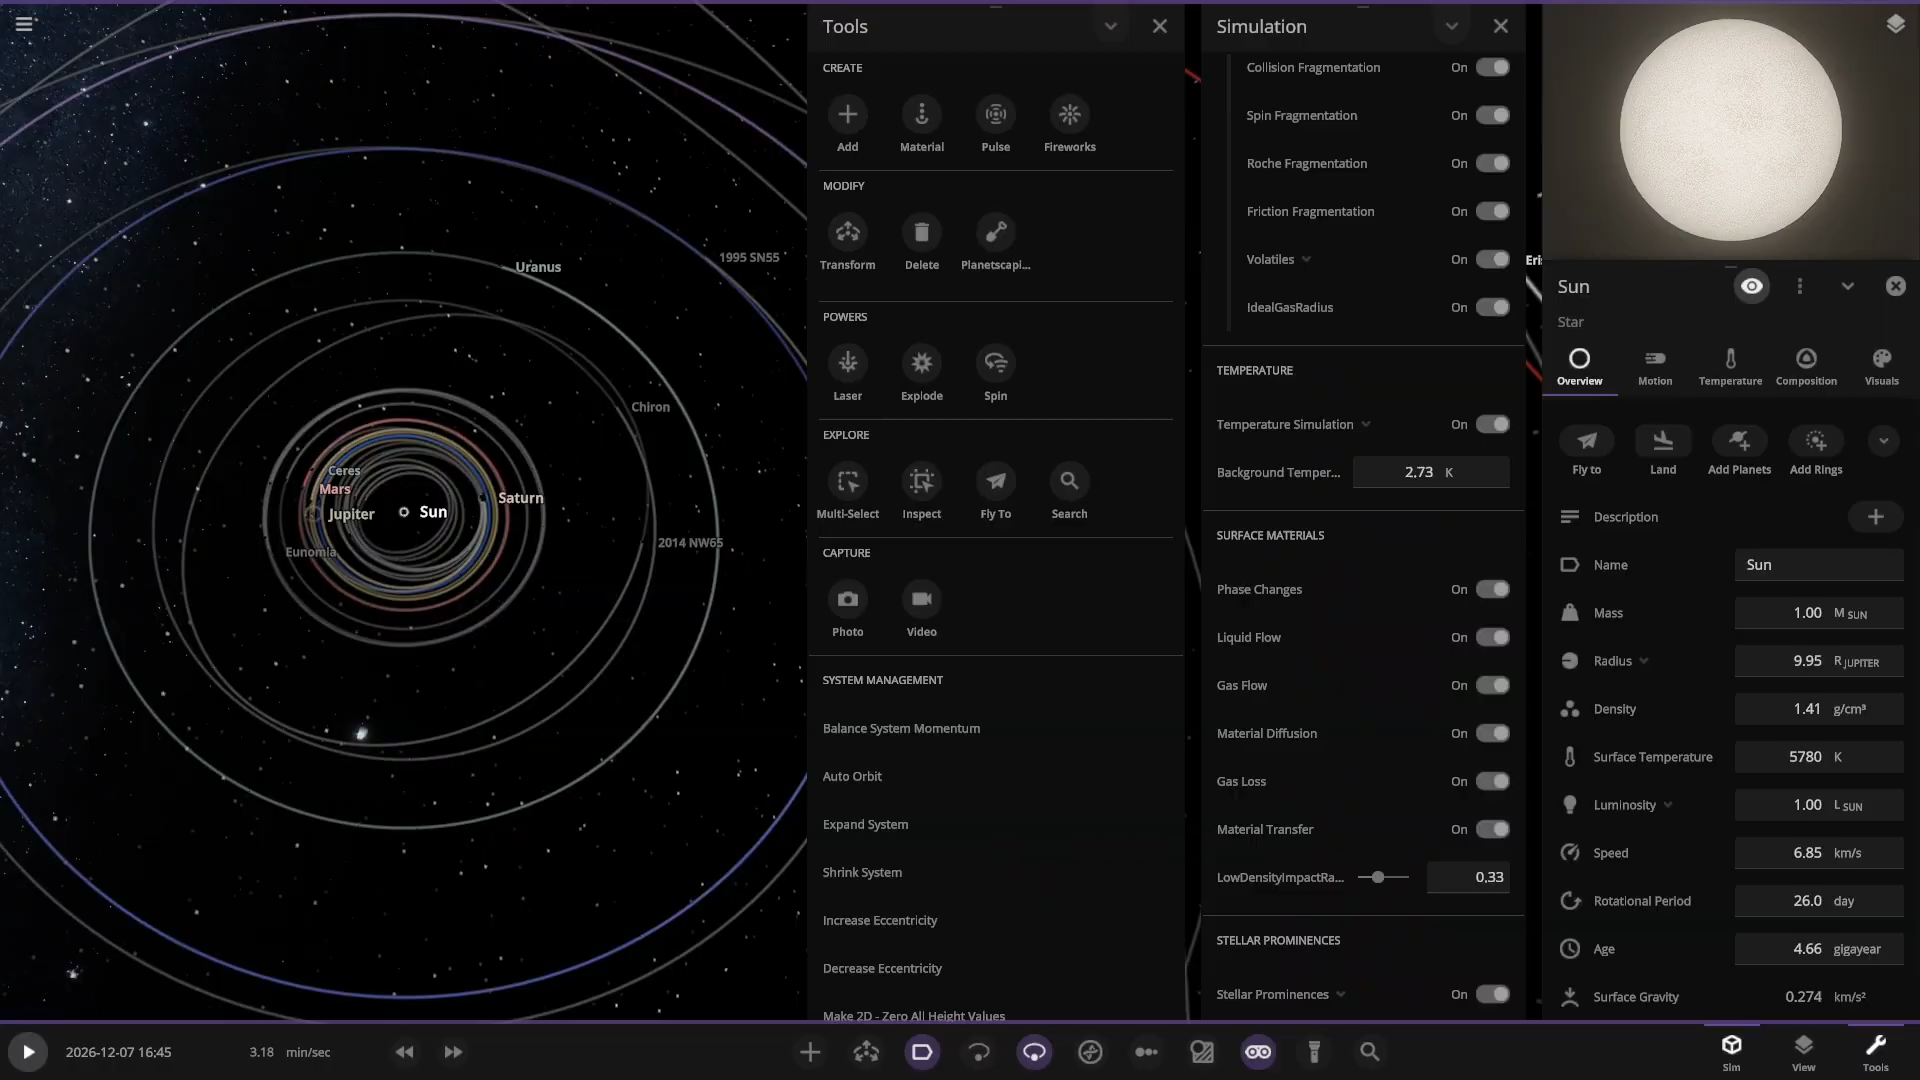 Uranus
1995 SN55
Chiron
Ceres
Mars
Saturn
Jupiter
Sun
2014 NW65
Eunomia
Tools
CREATE
Add
Material
Pulse
Fireworks
MODIFY
Transform
Delete
Planetscapi...
POWERS
Laser
Explode
Spin
EXPLORE
Multi-Select
Inspect
Fly To
Search
CAPTURE
Photo
Video
SYSTEM MANAGEMENT
Balance System Momentum
Auto Orbit
Expand System
Shrink System
Increase Eccentricity
Decrease Eccentricity
Make 2D - Zero All Height Values
Simulation
Collision Fragmentation On
Spin Fragmentation On
Roche Fragmentation On
Friction Fragmentation On
Volatiles On
IdealGasRadius On
TEMPERATURE
Temperature Simulation On
Background Temper... 2.73 K
SURFACE MATERIALS
Phase Changes On
Liquid Flow On
Gas Flow On
Material Diffusion On
Gas Loss On
Material Transfer On
LowDensityImpactRa... 0.33
STELLAR PROMINENCES
Stellar Prominences On
Sun
Star
Overview
Motion
Temperature
Composition
Visuals
Fly to
Land
Add Planets
Add Rings
Description
Name Sun
Mass 1.00 M SUN
Radius 9.95 R JUPITER
Density 1.41 g/cm³
Surface Temperature 5780 K
Luminosity 1.00 L SUN
Speed 6.85 km/s
Rotational Period 26.0 day
Age 4.66 gigayear
Surface Gravity 0.274 km/s²
2026-12-07 16:45
3.18 min/sec
Sim
View
Tools